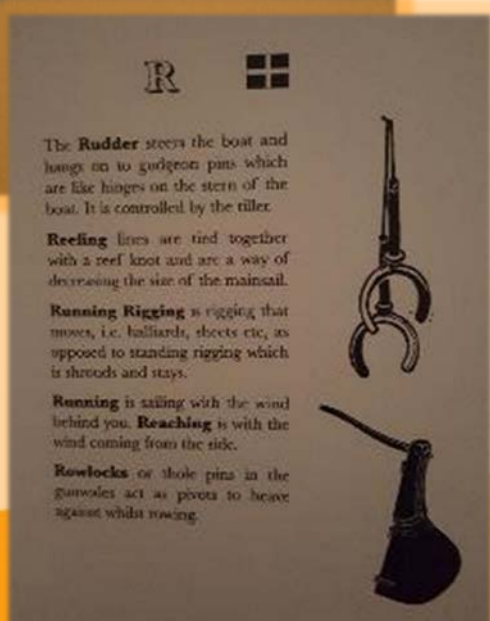 R
The Rudder steers the boat and
hangs on to gudgeon pins which
are like hinges on the stern of the
boat. It is controlled by the tiller.
Reefing lines are tied together
with a reef knot and are a way of
decreasing the size of the mainsail.
Running Rigging is rigging that
moves, i.e. halliards, sheets etc, as
opposed to standing rigging which
is shrouds and stays.
Running is sailing with the wind
behind you. Reaching is with the
wind coming from the side.
Rowlocks or thole pins in the
gunwales act as pivots to heave
against whilst rowing.